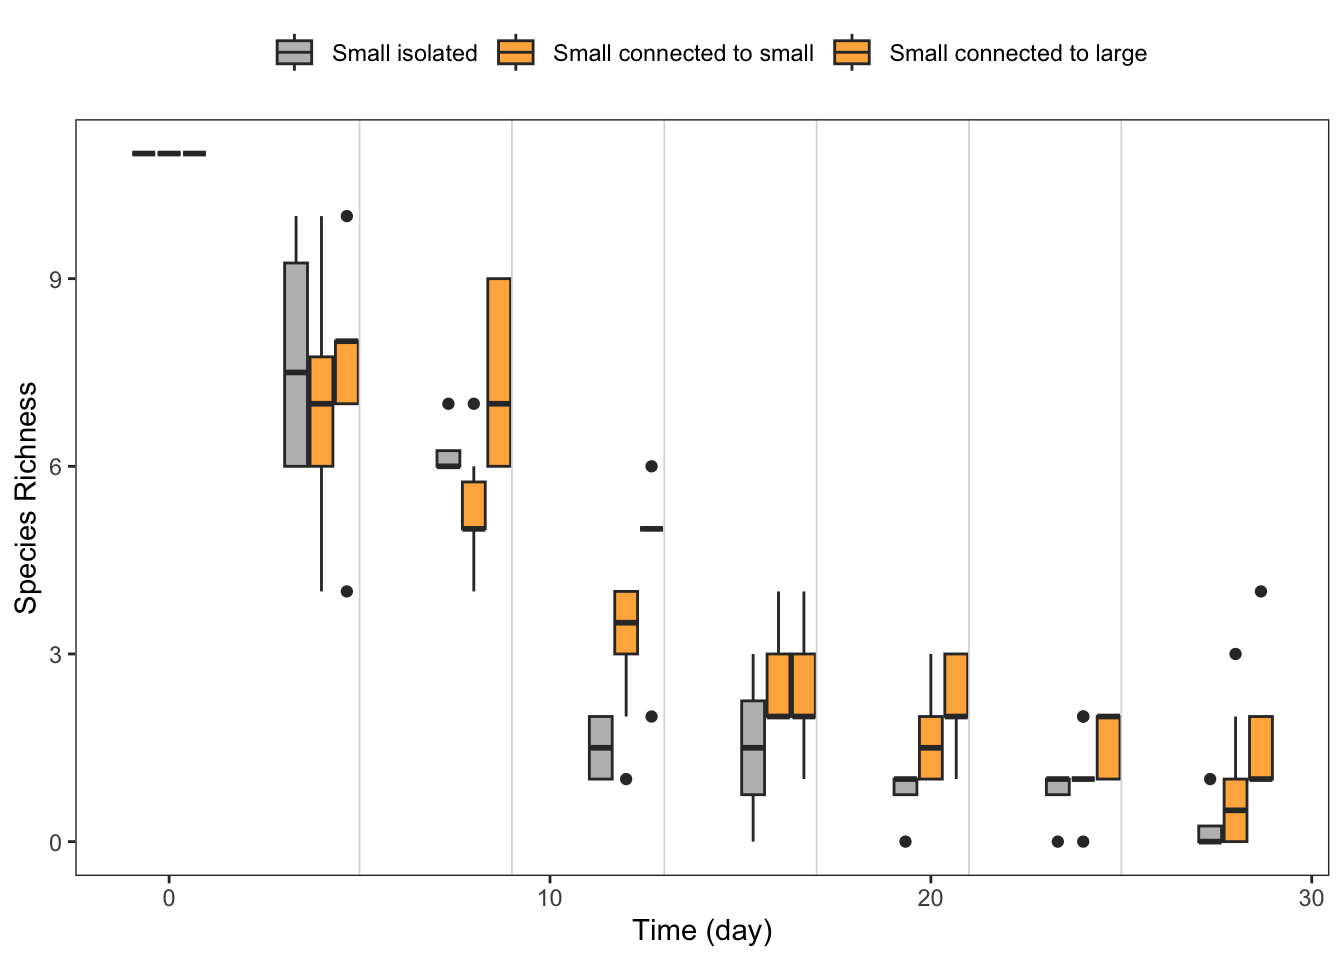 Small isolated Small connected to small Small connected to large
Species Richness
9
6
3
0
0 10 20 30
Time (day)